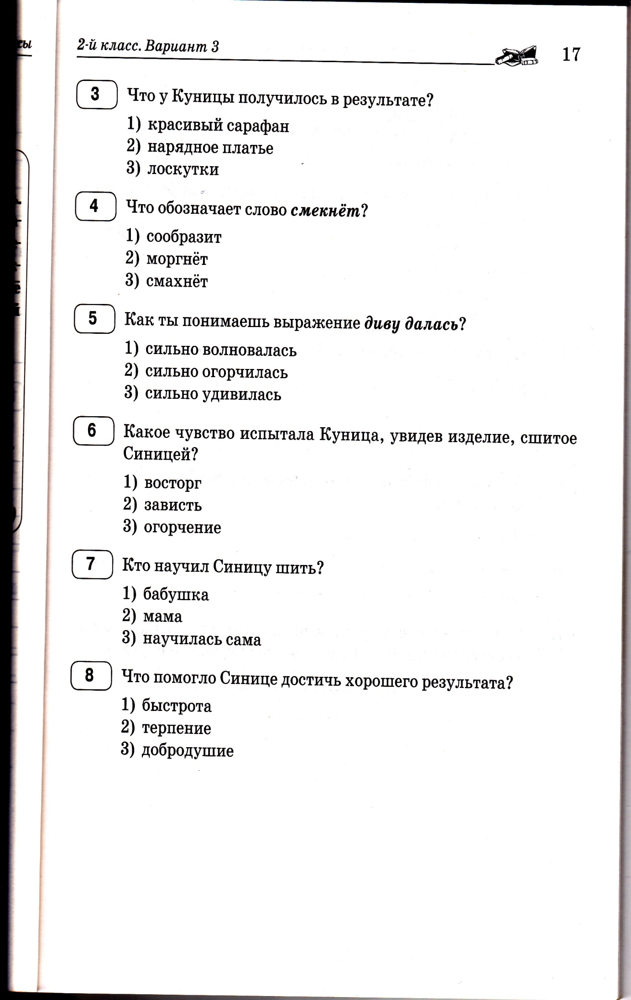 2-й класс. Вариант 3
17
3 Что у Куницы получилось в результате?
1) красивый сарафан
2) нарядное платье
3) лоскутки
4 Что обозначает слово смекнёт?
1) сообразит
2) моргнёт
3) смахнёт
5 Как ты понимаешь выражение диву далась?
1) сильно волновалась
2) сильно огорчилась
3) сильно удивилась
6 Какое чувство испытала Куница, увидев изделие, сшитое
Синицей?
1) восторг
2) зависть
3) огорчение
7 Кто научил Синицу шить?
1) бабушка
2) мама
3) научилась сама
8 Что помогло Синице достичь хорошего результата?
1) быстрота
2) терпение
3) добродушие